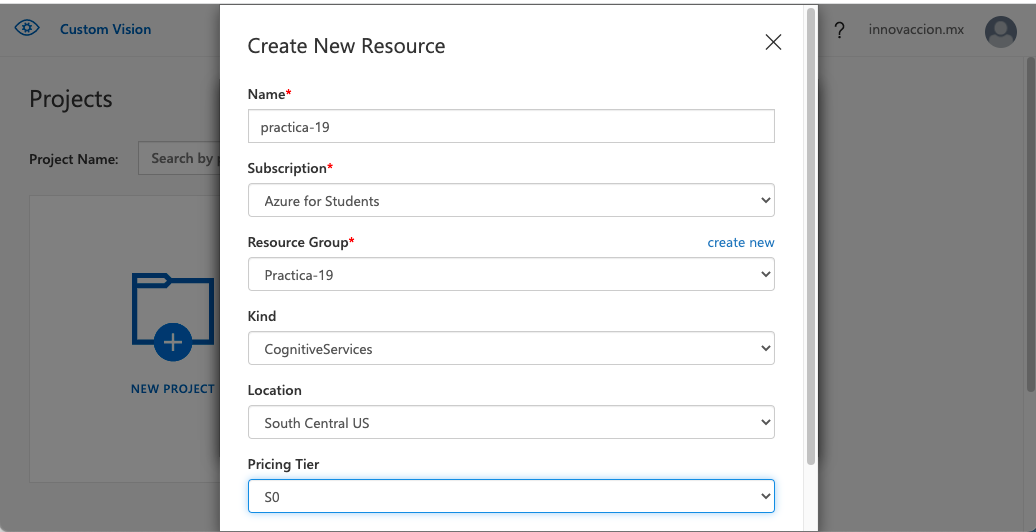 Custom Vision
? innovaccion.mx
Projects
Project Name:
Search by
NEW PROJECT
Create New Resource
Name*
practica-19
Subscription*
Azure for Students
Resource Group*
create new
Practica-19
Kind
CognitiveServices
Location
South Central US
Pricing Tier
S0